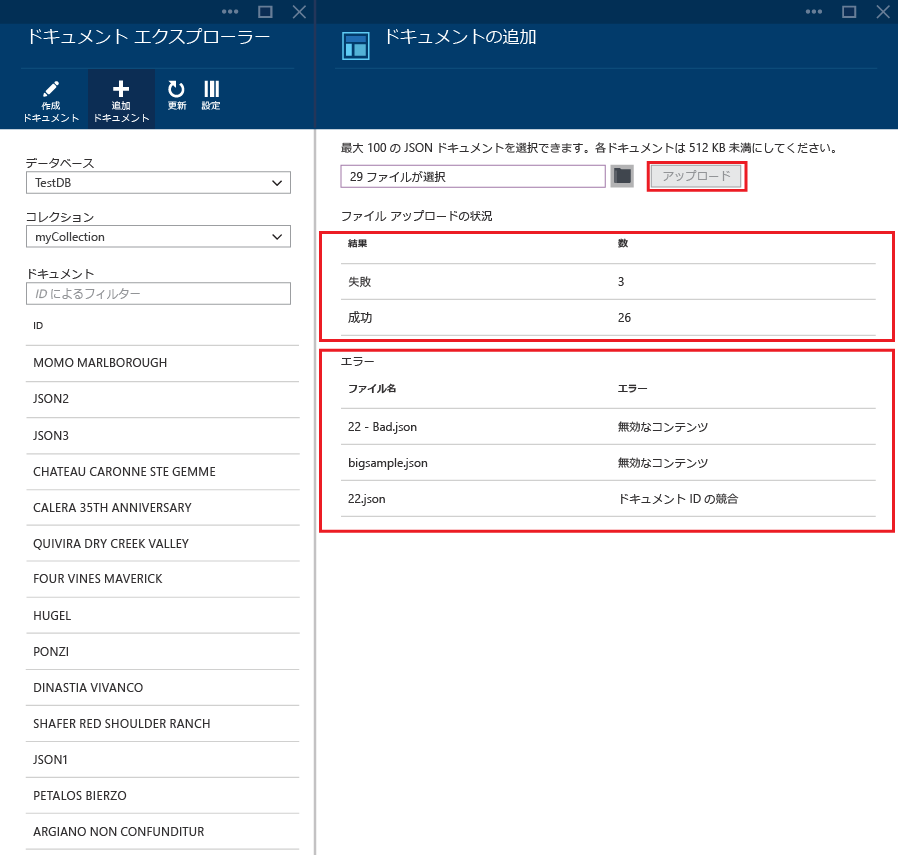 ドキュメント エクスプローラー
作成
ドキュメント
追加
ドキュメント
更新
設定
データベース
TestDB
コレクション
myCollection
ドキュメント
ID によるフィルター
ID
MOMO MARLBOROUGH
JSON2
JSON3
CHATEAU CARONNE STE GEMME
CALERA 35TH ANNIVERSARY
QUIVIRA DRY CREEK VALLEY
FOUR VINES MAVERICK
HUGEL
PONZI
DINASTIA VIVANCO
SHAFER RED SHOULDER RANCH
JSON1
PETALOS BIERZO
ARGIANO NON CONFUNDITUR
ドキュメントの追加
最大 100 の JSON ドキュメントを選択できます。各ドキュメントは 512 KB 未満にしてください。
29 ファイルが選択
アップロード
ファイル アップロードの状況
結果 数
失敗 3
成功 26
エラー
ファイル名 エラー
22 - Bad.json 無効なコンテンツ
bigsample.json 無効なコンテンツ
22.json ドキュメント ID の競合